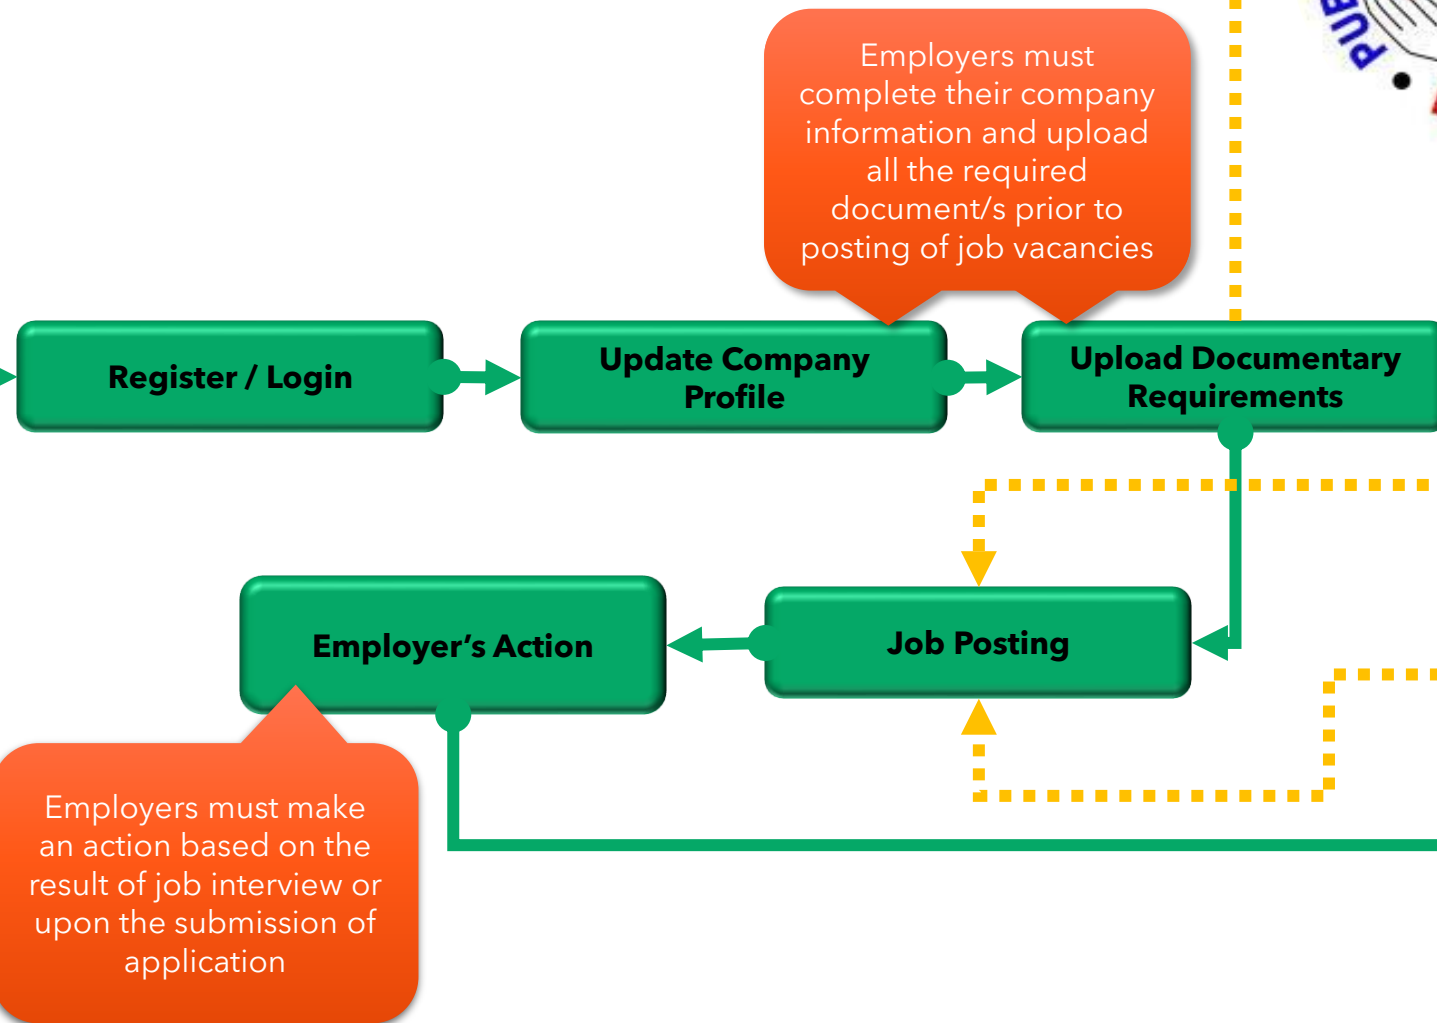 PUB
Employers must
complete their company
information and upload
all the required
document/s prior to
posting of job vacancies
Register / Login
Update Company
Profile
Upload Documentary
Requirements
Employer’s Action
Job Posting
Employers must make
an action based on the
result of job interview or
upon the submission of
application